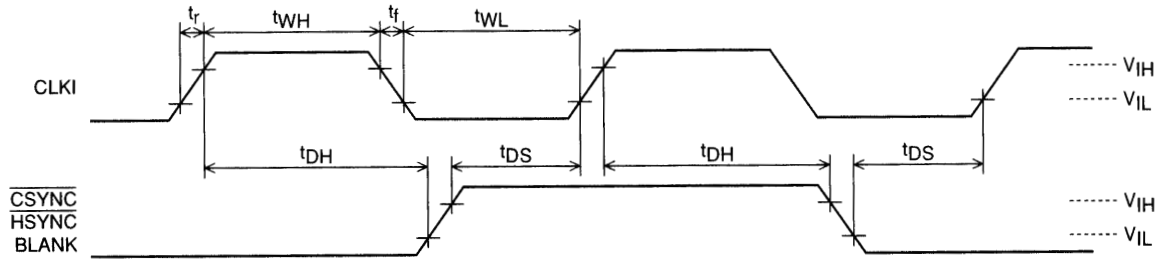 tr tWH tf tWL
CLKI
VIH
VIL
tDH tDS tDH tDS
CSYNC
HSYNC
BLANK
VIH
VIL